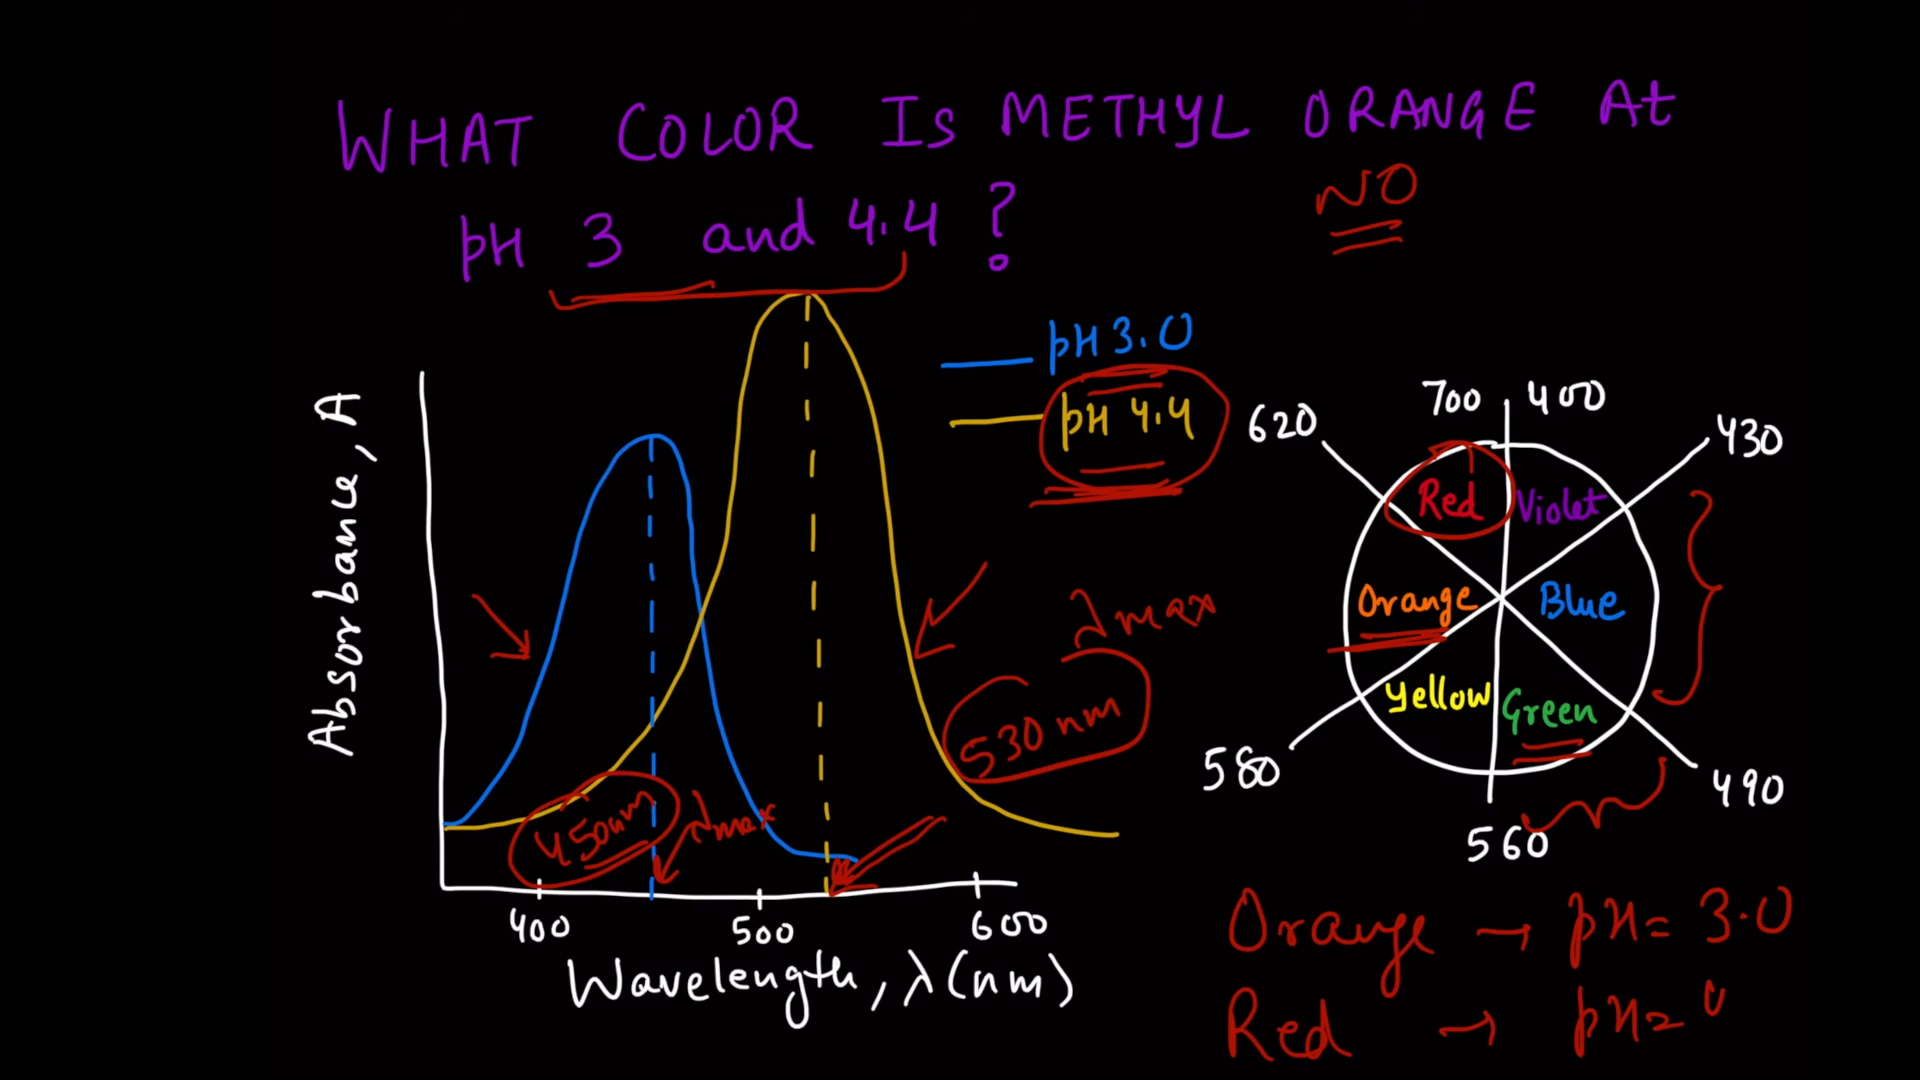 WHAT COLOR IS METHYL ORANGE At
pH 3 and 4.4 ?
NO
pH 3.0
pH 4.4
Absorbance, A
450nm
λmax
λmax
530 nm
400
500
600
Wavelength, λ(nm)
700
400
620
430
Red
Violet
Orange
Blue
Yellow
Green
580
490
560
Orange → pH = 3.0
Red → pH =